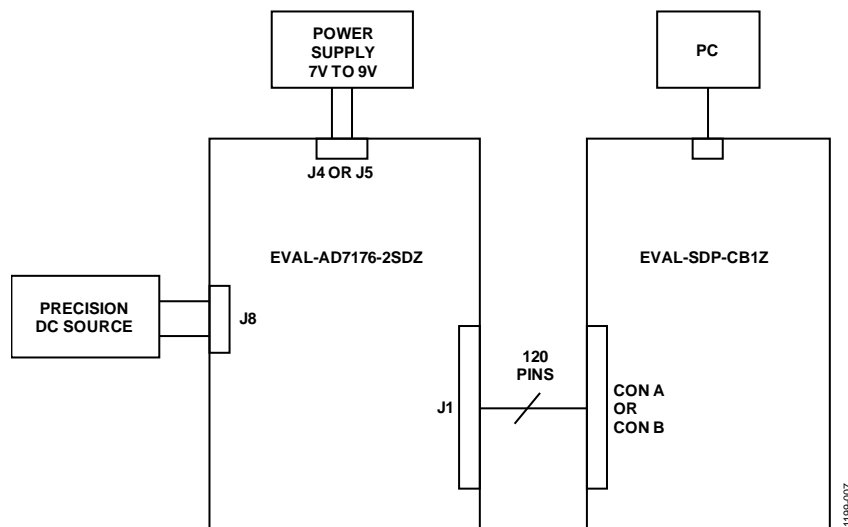 POWER
SUPPLY
7V TO 9V
PC
J4 OR J5
EVAL-AD7176-2SDZ
EVAL-SDP-CB1Z
PRECISION
DC SOURCE
J8
120
PINS
J1
CON A
OR
CON B